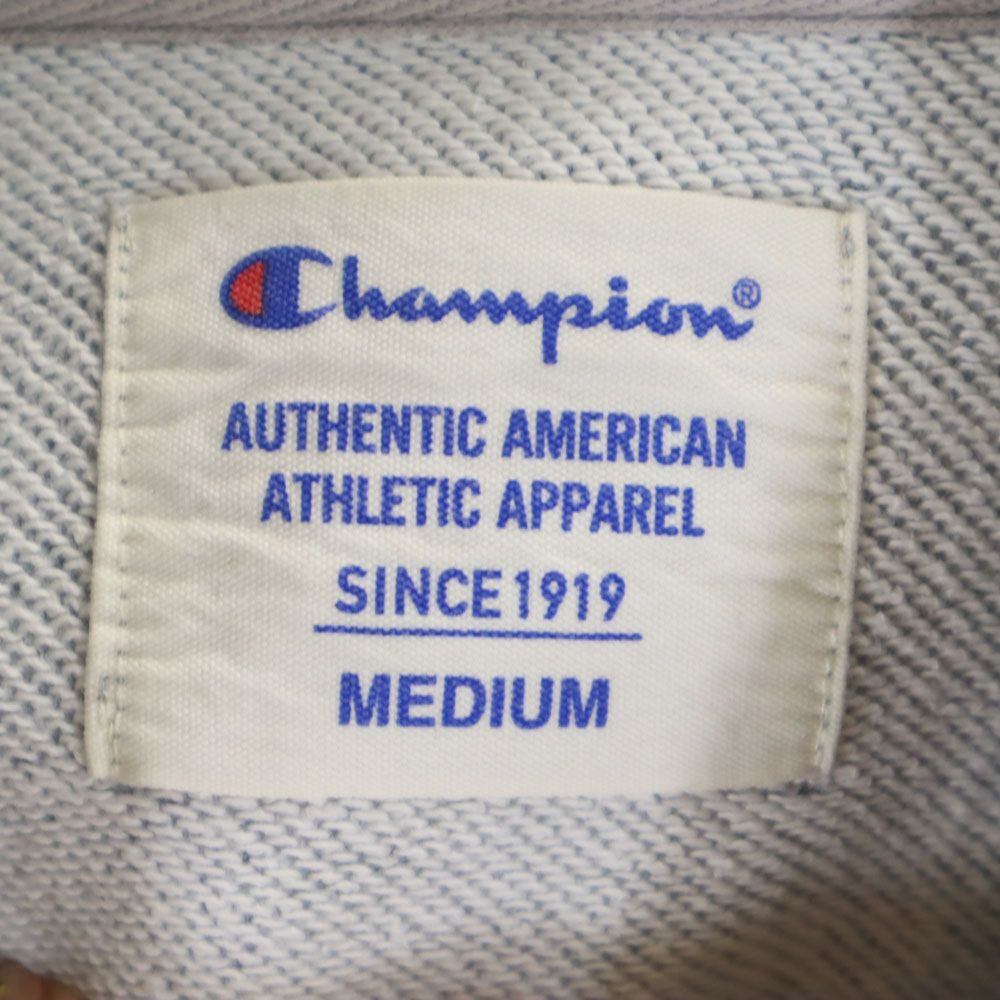 Champion®
AUTHENTIC AMERICAN
ATHLETIC APPAREL
SINCE 1919
MEDIUM